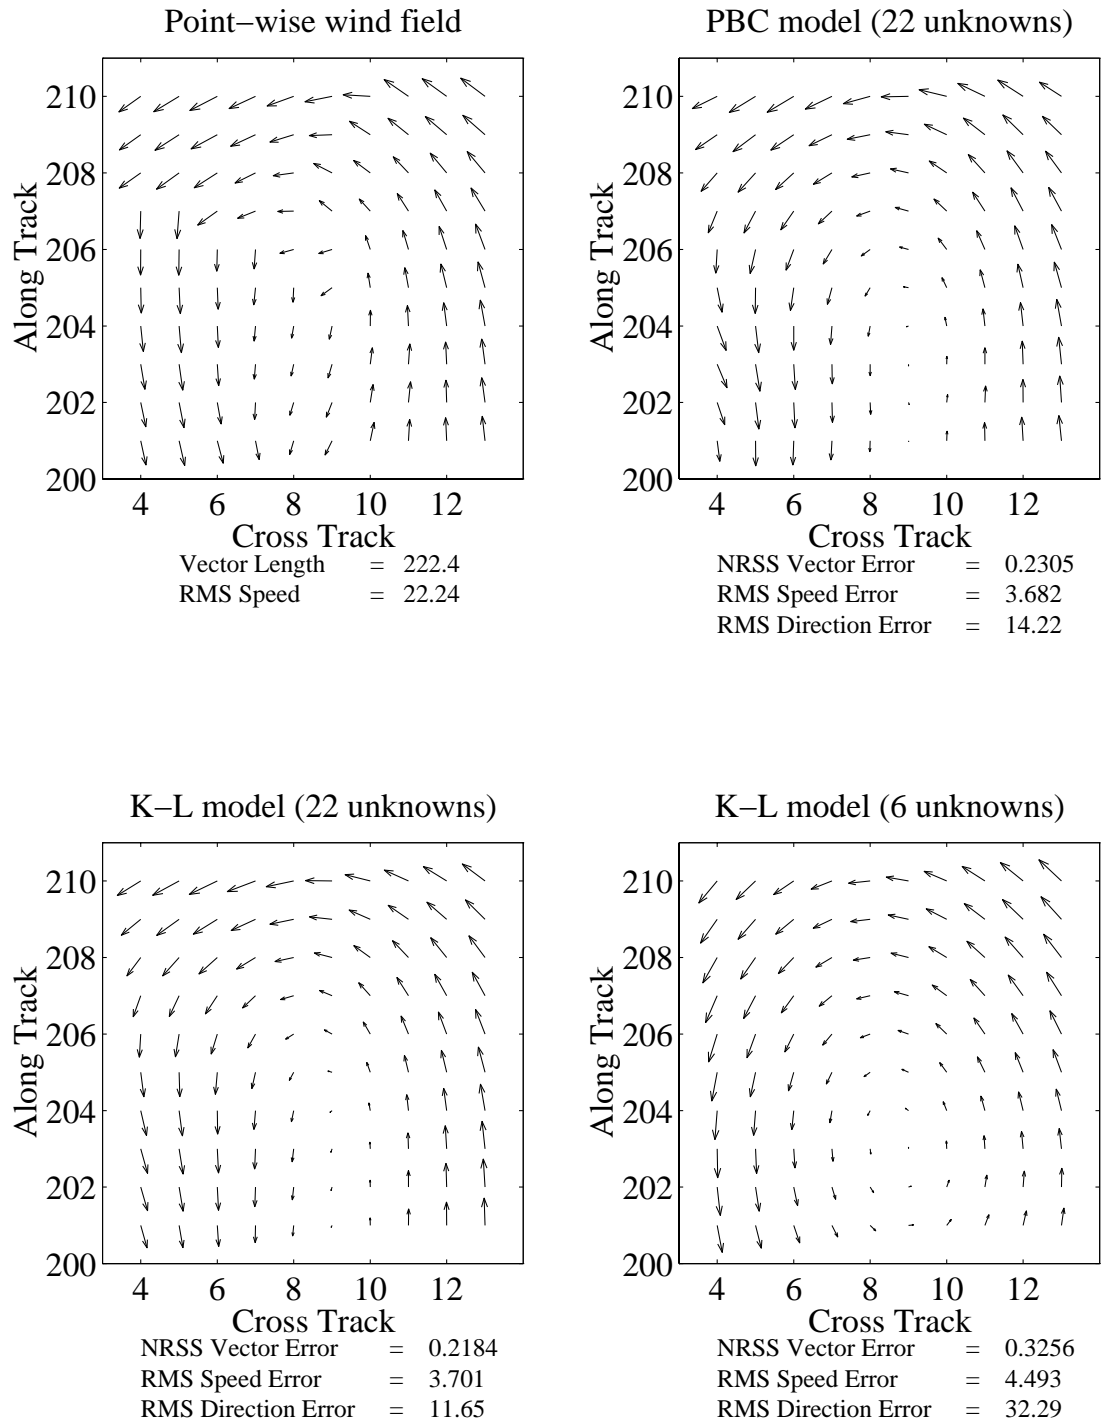 Point−wise wind field
210
208
206
204
202
200
Along Track
4 6 8 10 12
Cross Track
Vector Length = 222.4
RMS Speed = 22.24
PBC model (22 unknowns)
210
208
206
204
202
200
Along Track
4 6 8 10 12
Cross Track
NRSS Vector Error = 0.2305
RMS Speed Error = 3.682
RMS Direction Error = 14.22
K−L model (22 unknowns)
210
208
206
204
202
200
Along Track
4 6 8 10 12
Cross Track
NRSS Vector Error = 0.2184
RMS Speed Error = 3.701
RMS Direction Error = 11.65
K−L model (6 unknowns)
210
208
206
204
202
200
Along Track
4 6 8 10 12
Cross Track
NRSS Vector Error = 0.3256
RMS Speed Error = 4.493
RMS Direction Error = 32.29